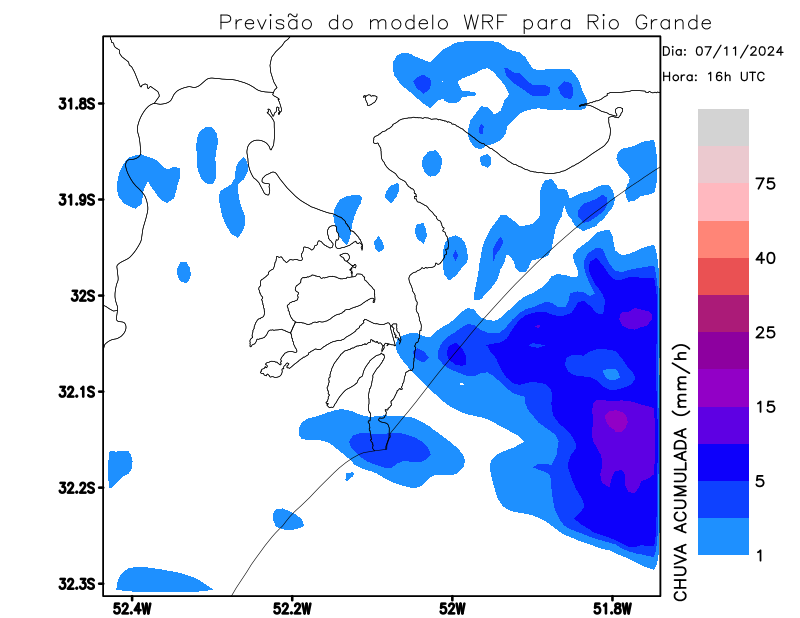 Previsão do modelo WRF para Rio Grande
Dia: 07/11/2024
Hora: 16h UTC
31.8S
31.9S
32S
32.1S
32.2S
32.3S
52.4W
52.2W
52W
51.8W
75
40
25
15
5
1
CHUVA ACUMULADA (mm/h)